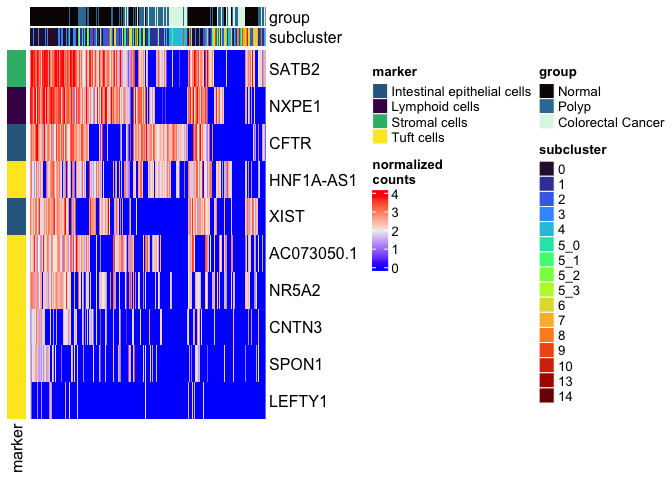 group
subcluster
SATB2
NXPE1
CFTR
HNF1A-AS1
XIST
AC073050.1
NR5A2
CNTN3
SPON1
LEFTY1
marker
marker
Intestinal epithelial cells
Lymphoid cells
Stromal cells
Tuft cells
normalized
counts
4
3
2
1
0
group
Normal
Polyp
Colorectal Cancer
subcluster
0
1
2
3
4
5_0
5_1
5_2
5_3
6
7
8
9
10
13
14